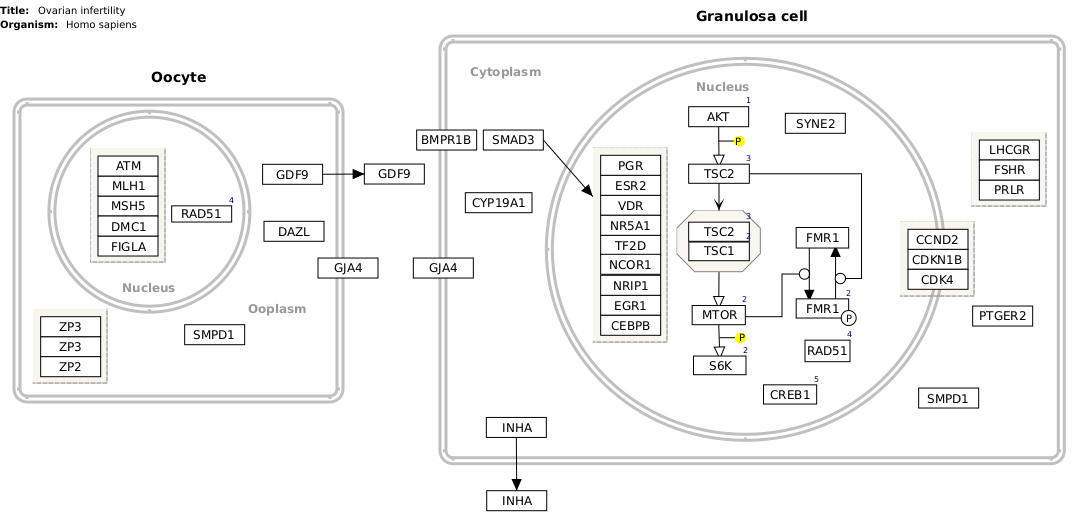 Title: Ovarian infertility
Organism: Homo sapiens
Oocyte
ATM
MLH1
MSH5
DMC1
FIGLA
RAD51
4
Nucleus
GDF9
GDF9
DAZL
GJA4
Ooplasm
SMPD1
ZP3
ZP3
ZP2
Granulosa cell
Cytoplasm
BMPR1B
SMAD3
CYP19A1
GJA4
INHA
INHA
Nucleus
PGR
ESR2
VDR
NR5A1
TF2D
NCOR1
NRIP1
EGR1
CEBPB
1
AKT
P
3
TSC2
3
TSC2
2
TSC1
2
MTOR
P
2
S6K
SYNE2
FMR1
2
FMR1
P
4
RAD51
5
CREB1
LHCGR
FSHR
PRLR
CCND2
CDKN1B
CDK4
PTGER2
SMPD1